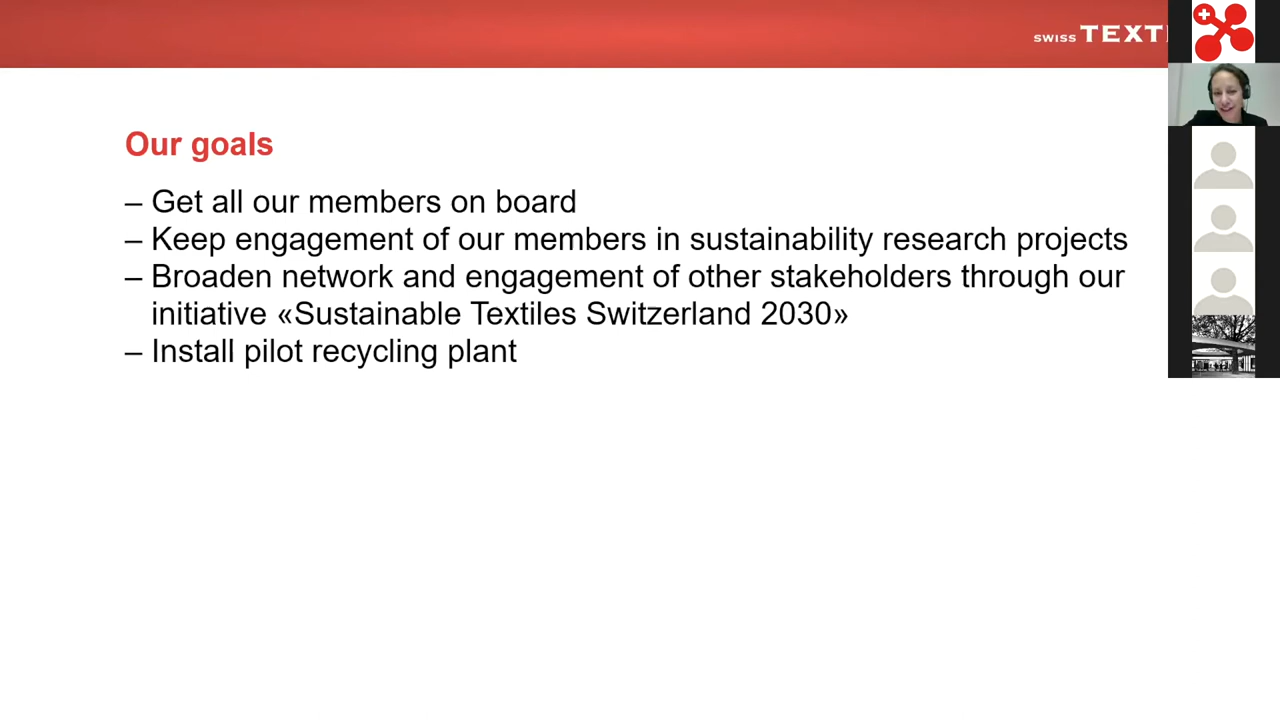 SWISS TEXTI
Our goals
– Get all our members on board
– Keep engagement of our members in sustainability research projects
– Broaden network and engagement of other stakeholders through our
initiative «Sustainable Textiles Switzerland 2030»
– Install pilot recycling plant